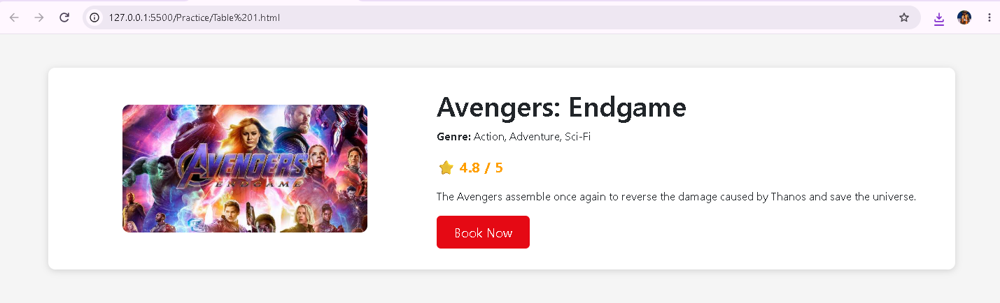 127.0.0.1:5500/Practice/Table%201.html
AVENGERS
ENDGAME
Avengers: Endgame
Genre: Action, Adventure, Sci-Fi
4.8 / 5
The Avengers assemble once again to reverse the damage caused by Thanos and save the universe.
Book Now